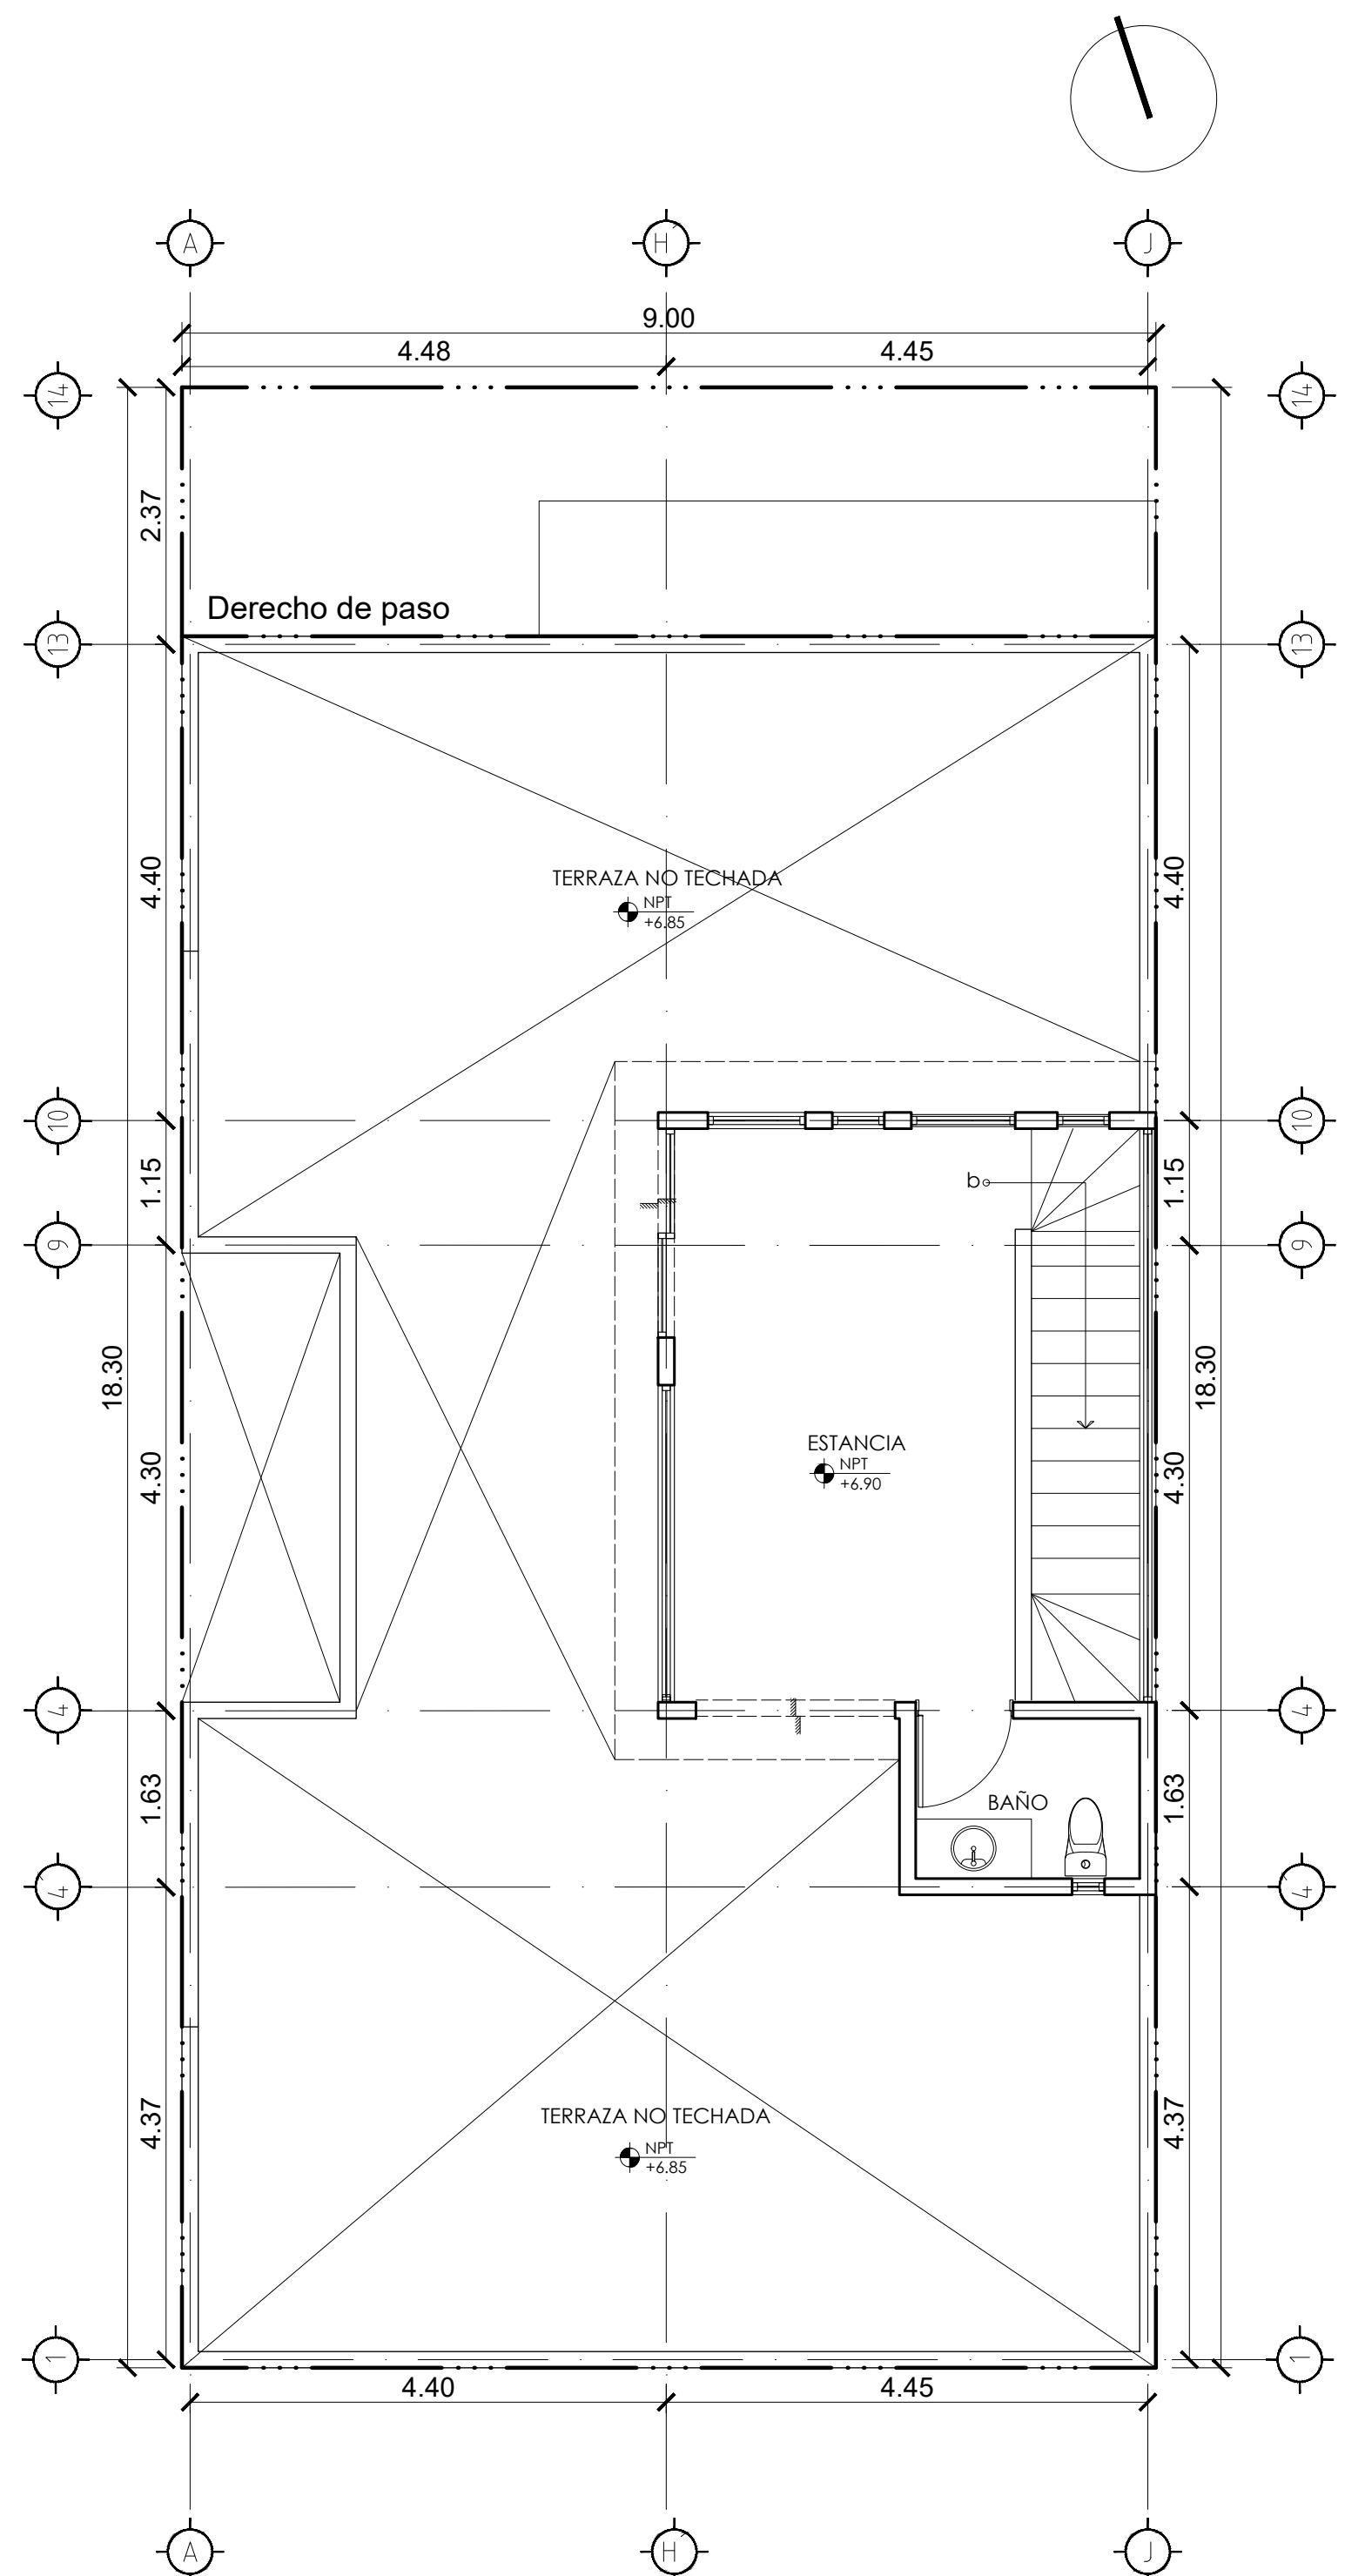 A H' J
9.00
4.48 4.45
14 14
2.37
Derecho de paso
13 13
4.40 4.40
TERRAZA NO TECHADA
NPT
+6.85
10 10
1.15 1.15
b
9 9
18.30 18.30
ESTANCIA
NPT
+6.90
4.30 4.30
4 4
1.63 1.63
BAÑO
4' 4'
4.37 4.37
TERRAZA NO TECHADA
NPT
+6.85
1 1
4.40 4.45
A H' J